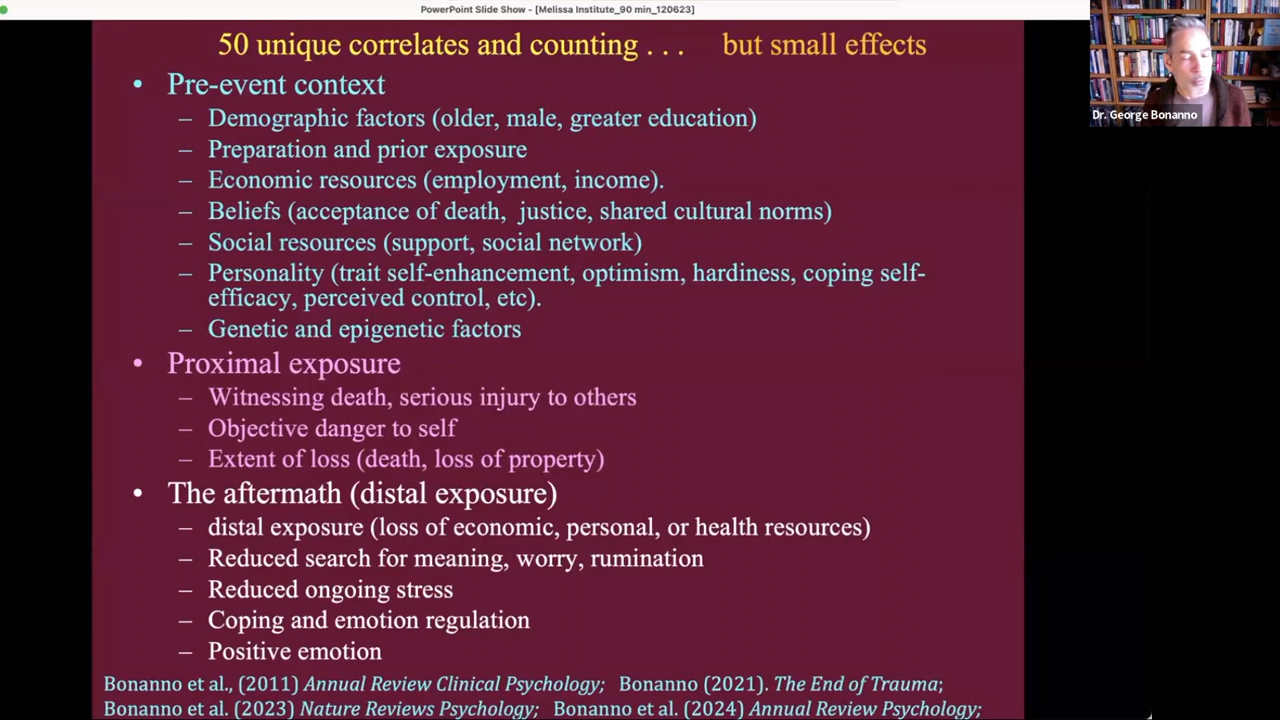 PowerPoint Slide Show - [Melissa Institute_90 min_120623]
50 unique correlates and counting . . . but small effects
• Pre-event context
– Demographic factors (older, male, greater education)
– Preparation and prior exposure
– Economic resources (employment, income).
– Beliefs (acceptance of death, justice, shared cultural norms)
– Social resources (support, social network)
– Personality (trait self-enhancement, optimism, hardiness, coping self-
efficacy, perceived control, etc).
– Genetic and epigenetic factors
• Proximal exposure
– Witnessing death, serious injury to others
– Objective danger to self
– Extent of loss (death, loss of property)
• The aftermath (distal exposure)
– distal exposure (loss of economic, personal, or health resources)
– Reduced search for meaning, worry, rumination
– Reduced ongoing stress
– Coping and emotion regulation
– Positive emotion
Bonanno et al., (2011) Annual Review Clinical Psychology; Bonanno (2021). The End of Trauma;
Bonanno et al. (2023) Nature Reviews Psychology; Bonanno et al. (2024) Annual Review Psychology;
Dr. George Bonanno